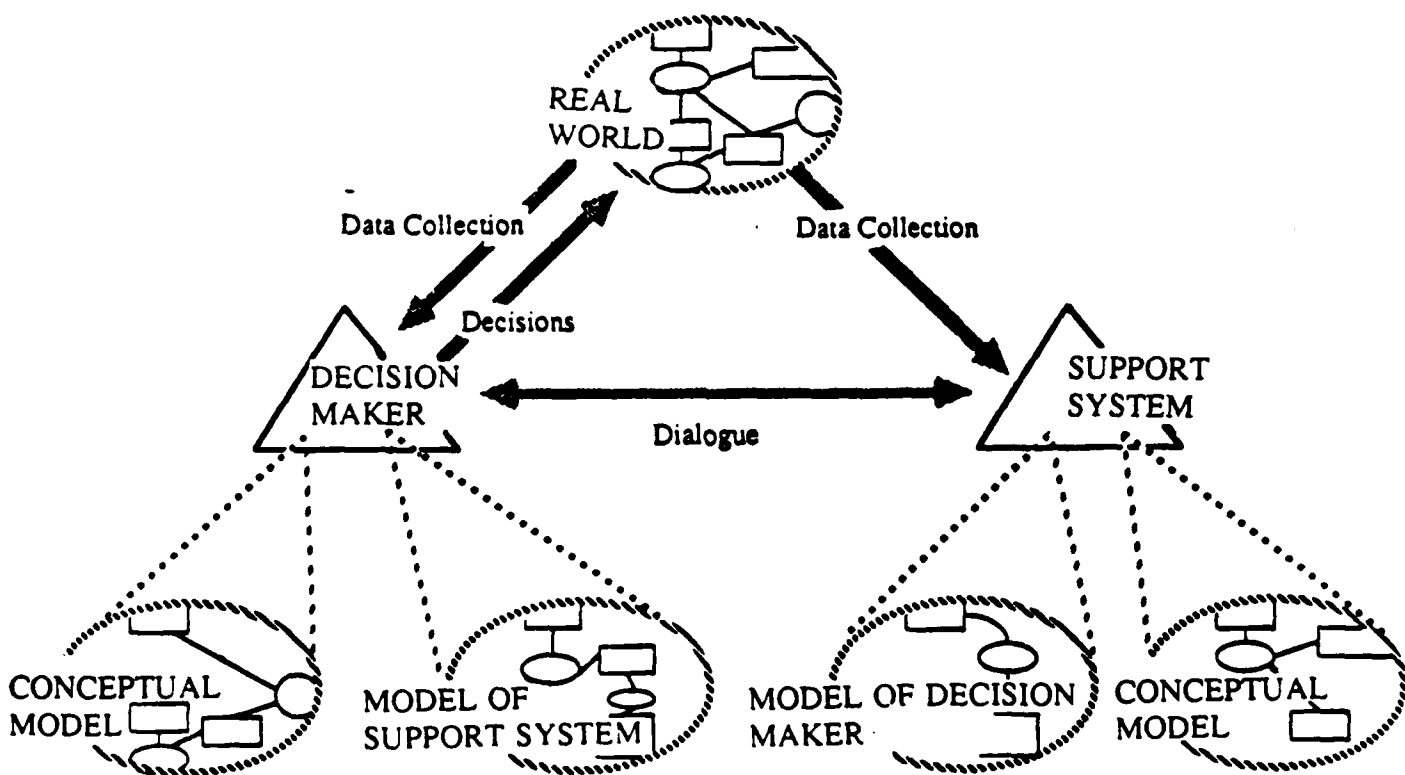 REAL
WORLD
Data Collection
Data Collection
Decisions
DECISION
MAKER
SUPPORT
SYSTEM
Dialogue
CONCEPTUAL
MODEL
MODEL OF
SUPPORT SYSTEM
MODEL OF DECISION
MAKER
CONCEPTUAL
MODEL